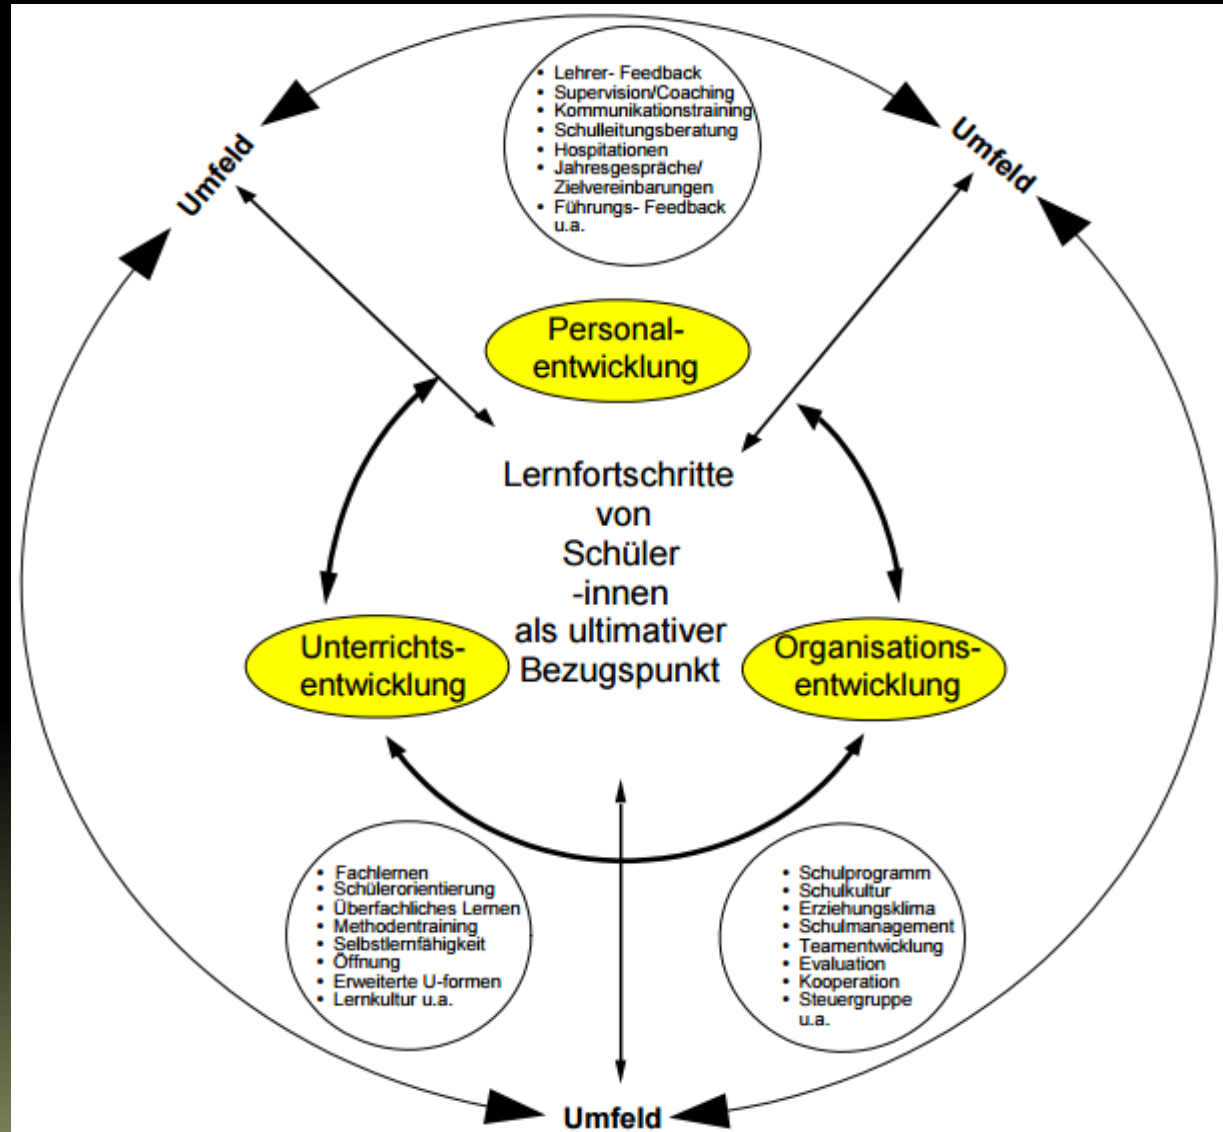 • Lehrer- Feedback
• Supervision/Coaching
• Kommunikationstraining
• Schulleitungsberatung
• Hospitationen
• Jahresgespräche/
Zielvereinbarungen
• Führungs- Feedback
u.a.
Umfeld
Umfeld
Personal-
entwicklung
Lernfortschritte
von
Schüler
-innen
als ultimativer
Bezugspunkt
Unterrichts-
entwicklung
Organisations-
entwicklung
• Fachlernen
• Schülerorientierung
• Überfachliches Lernen
• Methodentraining
• Selbstlernfähigkeit
• Öffnung
• Erweiterte U-formen
• Lernkultur u.a.
• Schulprogramm
• Schulkultur
• Erziehungsklima
• Schulmanagement
• Teamentwicklung
• Evaluation
• Kooperation
• Steuergruppe
u.a.
Umfeld